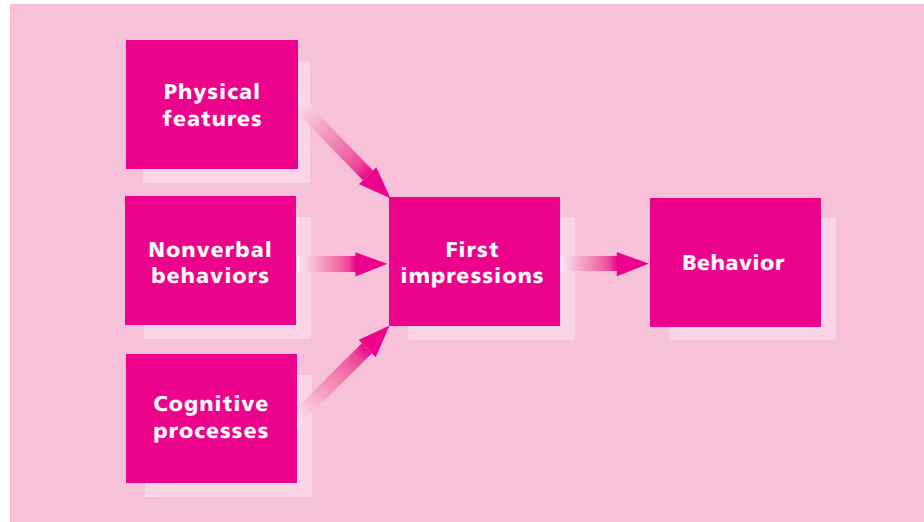 Physical
features
Nonverbal
behaviors
Cognitive
processes
First
impressions
Behavior